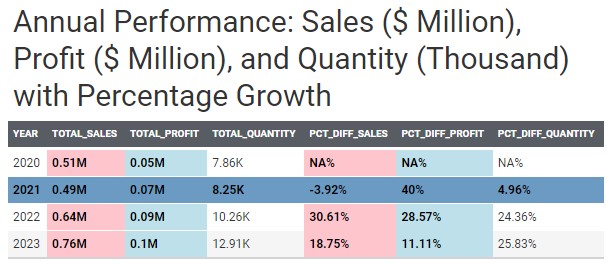 Annual Performance: Sales ($ Million),
Profit ($ Million), and Quantity (Thousand)
with Percentage Growth
YEAR TOTAL_SALES TOTAL_PROFIT TOTAL_QUANTITY PCT_DIFF_SALES PCT_DIFF_PROFIT PCT_DIFF_QUANTITY
2020 0.51M 0.05M 7.86K NA% NA% NA%
2021 0.49M 0.07M 8.25K -3.92% 40% 4.96%
2022 0.64M 0.09M 10.26K 30.61% 28.57% 24.36%
2023 0.76M 0.1M 12.91K 18.75% 11.11% 25.83%